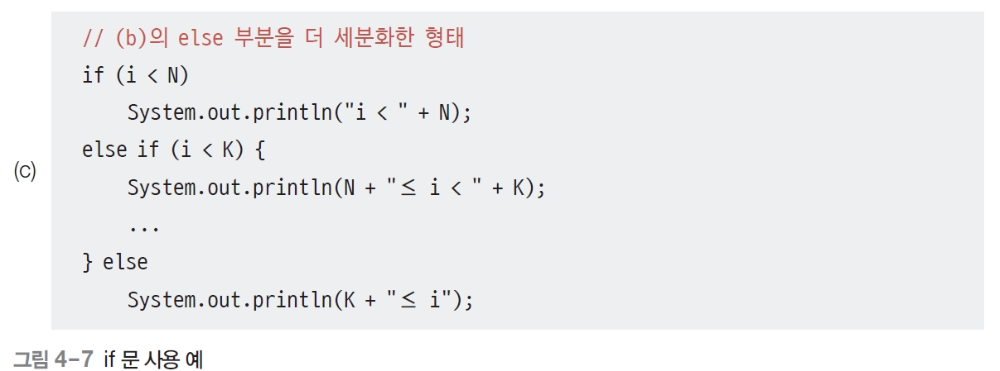 // (b)의 else 부분을 더 세분화한 형태
if (i < N)
System.out.println("i < " + N);
else if (i < K) {
(c)
System.out.println(N + "≤ i < " + K);
...
} else
System.out.println(K + "≤ i");
그림 4-7 if 문 사용 예